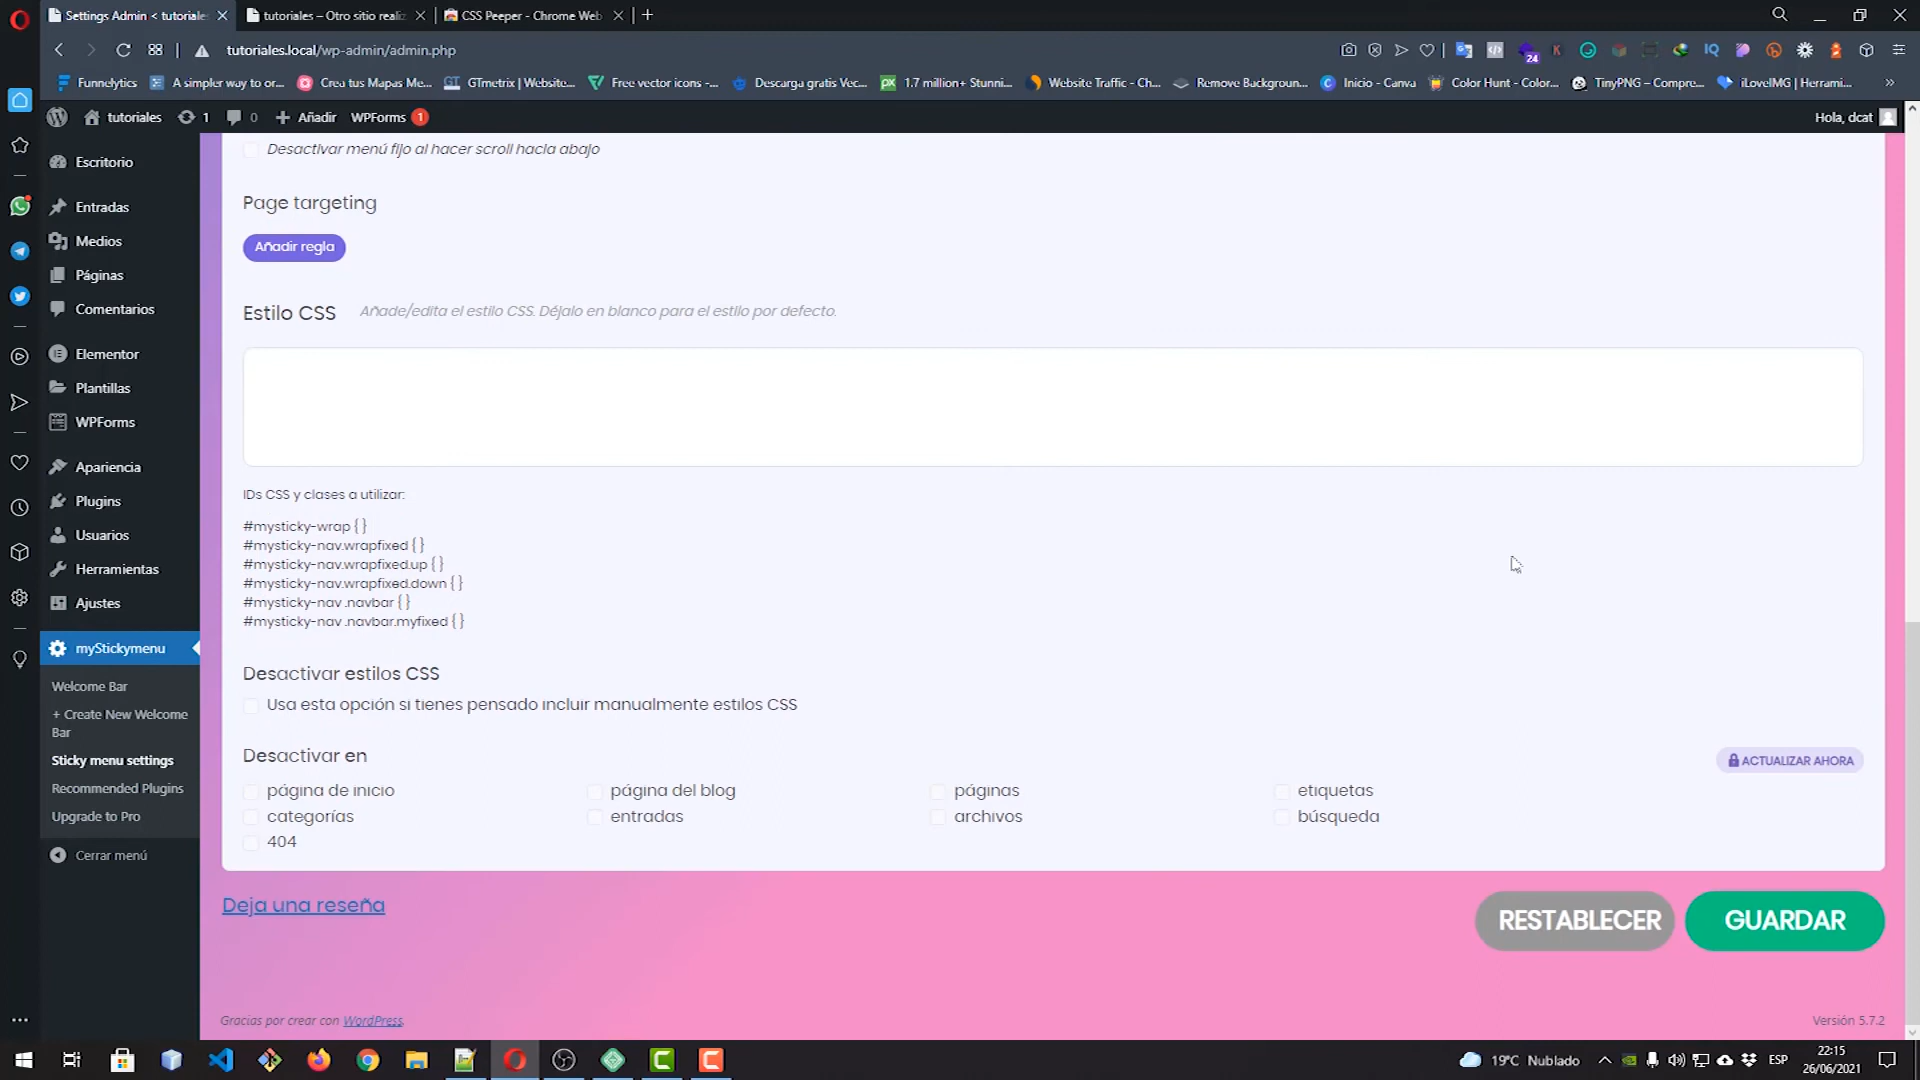 Settings Admin < tutoriales
tutoriales – Otro sitio realiz
CSS Peeper - Chrome Web
tutoriales.local/wp-admin/admin.php
24
Funnelytics
A simpler way to or...
Crea tus Mapas Me...
GTmetrix | Website...
Free vector icons -...
Descarga gratis Vec...
1.7 million+ Stunni...
Website Traffic - Ch...
Remove Backgroun...
Inicio - Canva
Color Hunt - Color...
TinyPNG – Compre...
iLoveIMG | Herrami...
tutoriales
1
0
Añadir
WPForms 1
Hola, dcat
Escritorio
Entradas
Medios
Páginas
Comentarios
Elementor
Plantillas
WPForms
Apariencia
Plugins
Usuarios
Herramientas
Ajustes
myStickymenu
Welcome Bar
+ Create New Welcome
Bar
Sticky menu settings
Recommended Plugins
Upgrade to Pro
Cerrar menú
Desactivar menú fijo al hacer scroll hacia abajo
Page targeting
Añadir regla
Estilo CSS
Añade/edita el estilo CSS. Déjalo en blanco para el estilo por defecto.
IDs CSS y clases a utilizar:
#mysticky-wrap { }
#mysticky-nav.wrapfixed { }
#mysticky-nav.wrapfixed.up { }
#mysticky-nav.wrapfixed.down { }
#mysticky-nav .navbar { }
#mysticky-nav .navbar.myfixed { }
Desactivar estilos CSS
Usa esta opción si tienes pensado incluir manualmente estilos CSS
Desactivar en
ACTUALIZAR AHORA
página de inicio
página del blog
páginas
etiquetas
categorías
entradas
archivos
búsqueda
404
Deja una reseña
RESTABLECER
GUARDAR
Gracias por crear con WordPress.
Versión 5.7.2
19°C Nublado
ESP
22:15
26/06/2021